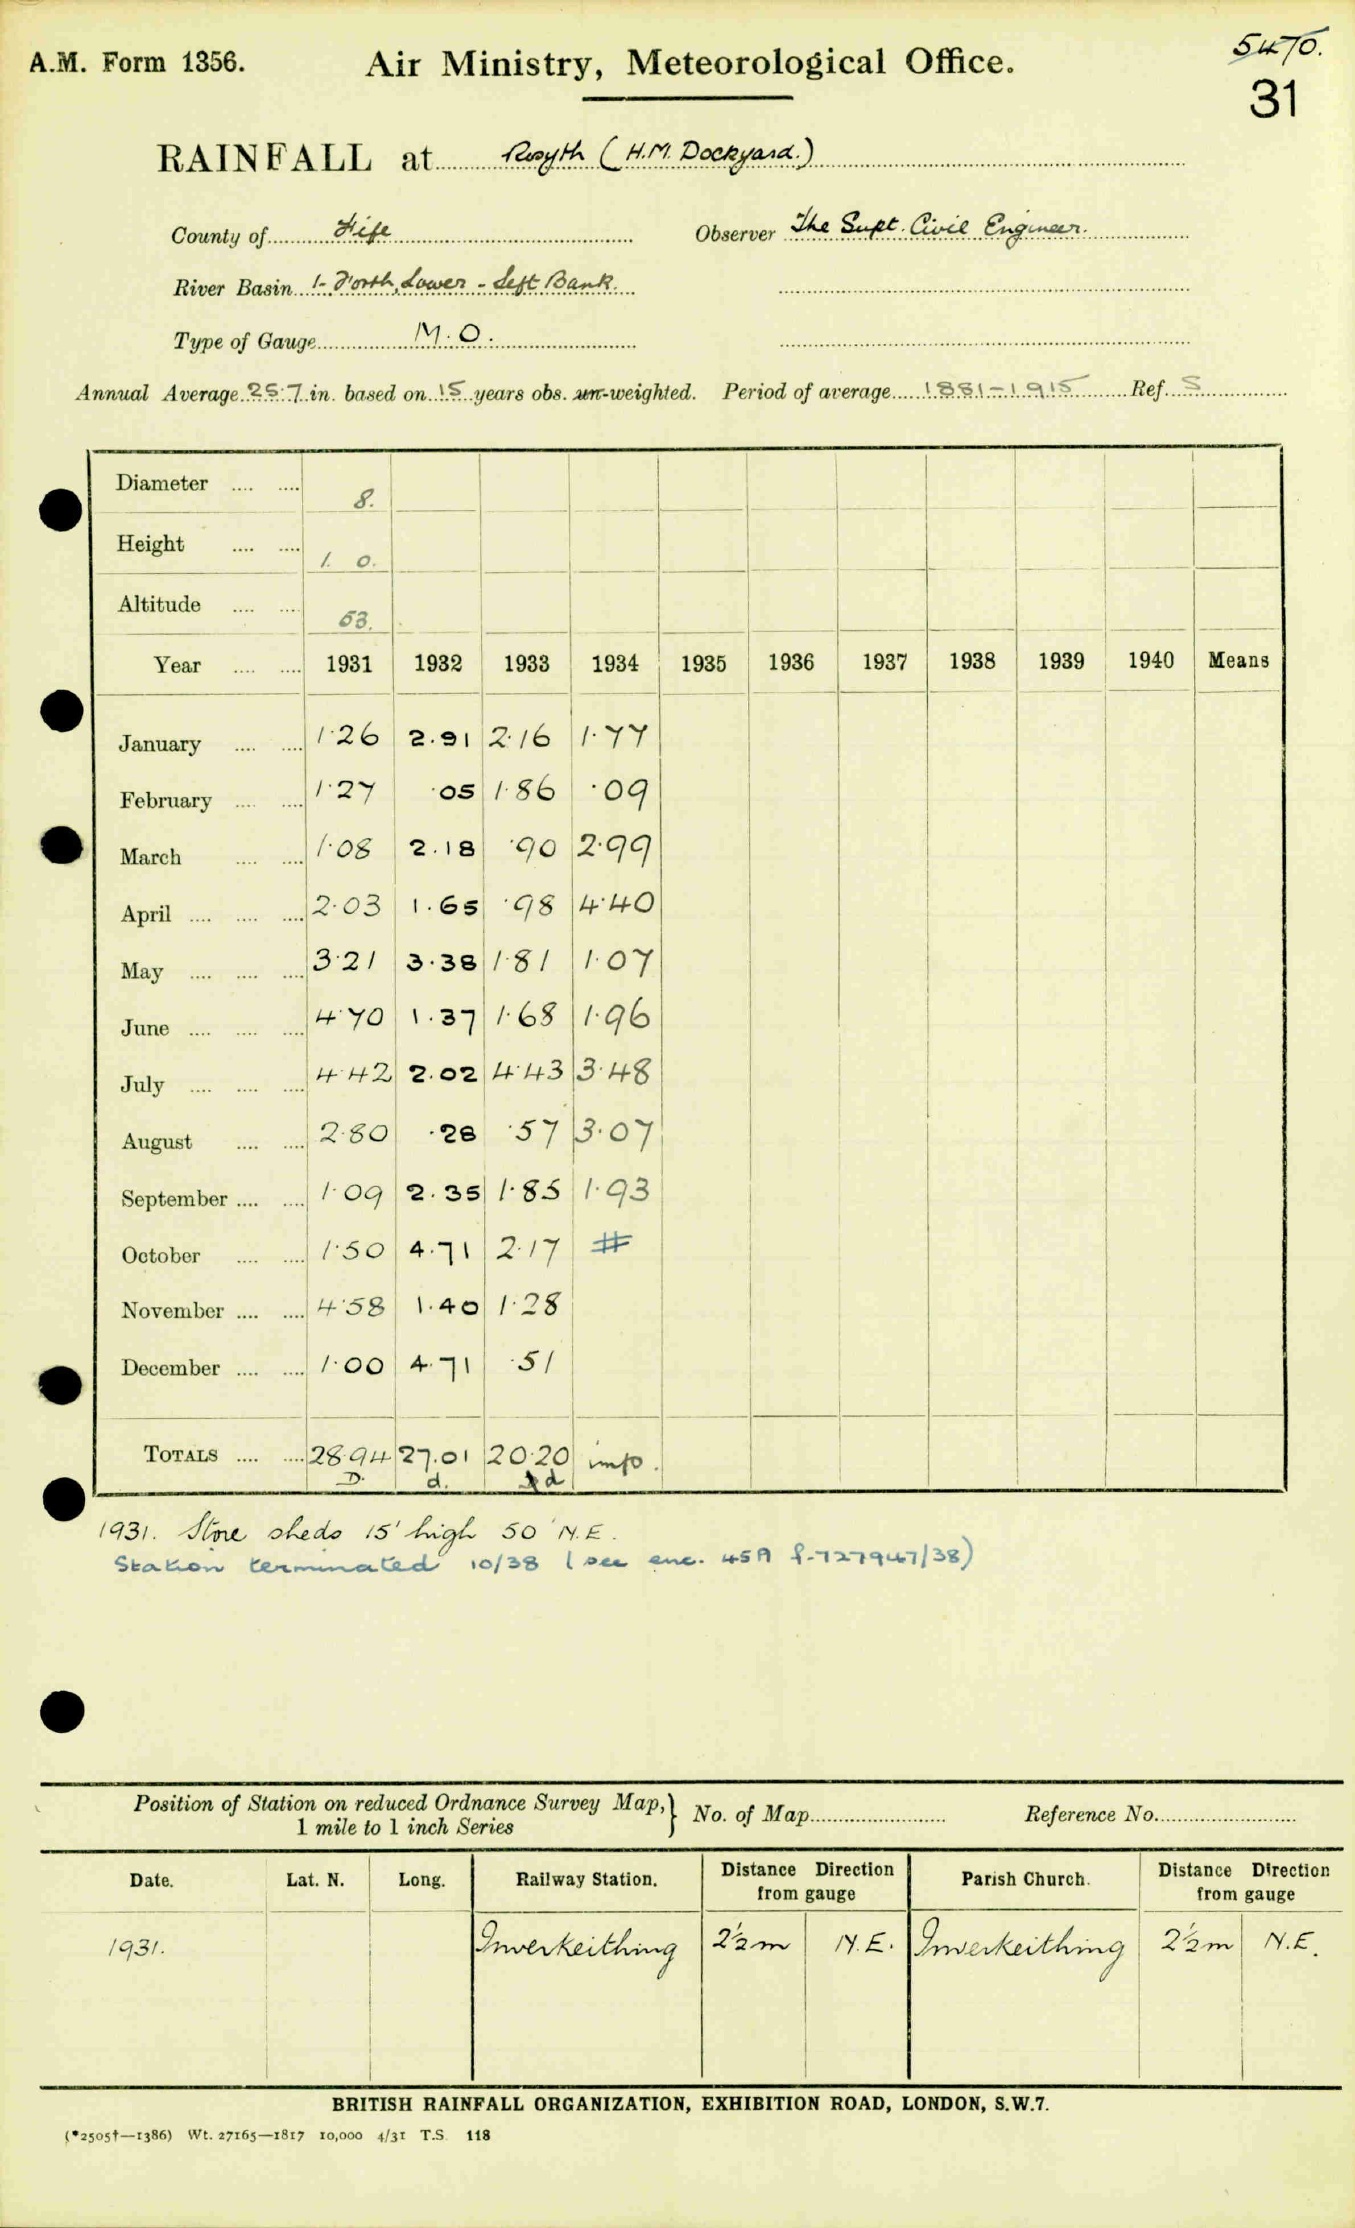 5470.
A.M. Form 1356. Air Ministry, Meteorological Office.
31
RAINFALL at Rosyth (H.M. Dockyard.)
County of Fife Observer The Supt. Civil Engineer.
River Basin 1- Forth, Lower - Left Bank.
Type of Gauge M.O.
Annual Average 25.7 in. based on 15 years obs. un-weighted. Period of average 1881-1915 Ref. S
Diameter .... .... 8.
Height .... .... 1. 0.
Altitude .... .... 53.
Year .... .... 1931 1932 1933 1934 1935 1936 1937 1938 1939 1940 Means
January .... .... 1.26 2.91 2.16 1.77
February .... .... 1.27 .05 1.86 .09
March .... .... 1.08 2.18 .90 2.99
April .... .... .... 2.03 1.65 .98 4.40
May .... .... .... 3.21 3.38 1.81 1.07
June .... .... .... 4.70 1.37 1.68 1.96
July .... .... .... 4.42 2.02 4.43 3.48
August .... .... 2.80 .28 .57 3.07
September .... .... 1.09 2.35 1.85 1.93
October .... .... 1.50 4.71 2.17 #
November .... .... 4.58 1.40 1.28
December .... .... 1.00 4.71 .51
TOTALS .... .... 28.94 27.01 20.20 imp.
D. d. d
1931. Store sheds 15' high 50' N.E.
Station terminated 10/38 (see enc. 45A f-727947/38)
Position of Station on reduced Ordnance Survey Map, } No. of Map Reference No.
1 mile to 1 inch Series
Date. Lat. N. Long. Railway Station. Distance Direction from gauge Parish Church. Distance Direction from gauge
1931. Inverkeithing 2½m N.E. Inverkeithing 2½m N.E.
BRITISH RAINFALL ORGANIZATION, EXHIBITION ROAD, LONDON, S.W.7.
(*2505†—1386) Wt. 27165—1817 10,000 4/31 T.S. 118